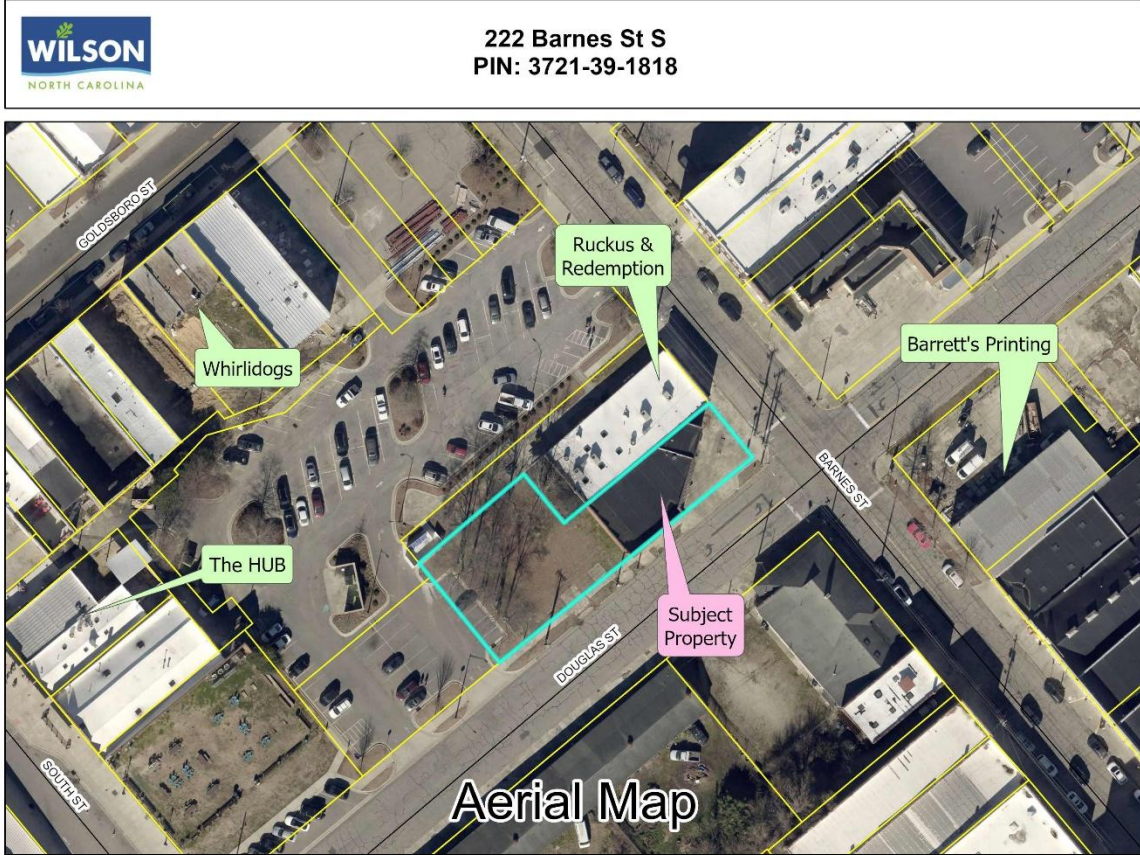 WILSON
NORTH CAROLINA
222 Barnes St S
PIN: 3721-39-1818
GOLDSBORO ST
Ruckus &
Redemption
Whirlidogs
Barrett's Printing
BARNES ST
The HUB
Subject
Property
DOUGLAS ST
SOUTH ST
Aerial Map